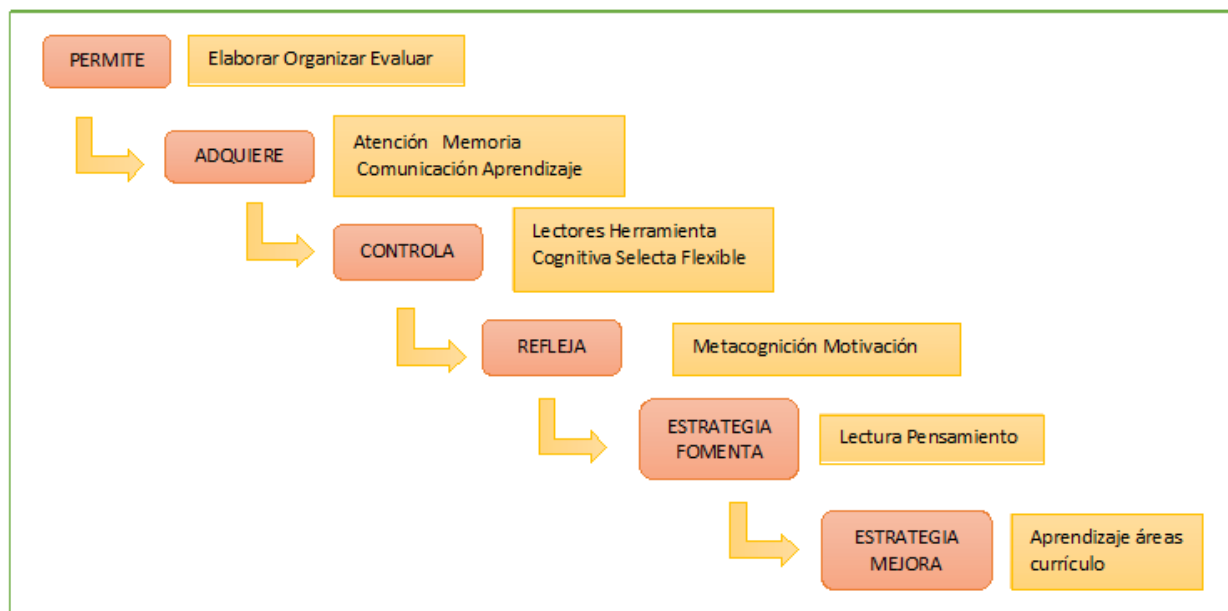 PERMITE
Elaborar Organizar Evaluar
ADQUIERE
Atención Memoria
Comunicación Aprendizaje
CONTROLA
Lectores Herramienta
Cognitiva Selecta Flexible
REFLEJA
Metacognición Motivación
ESTRATEGIA
FOMENTA
Lectura Pensamiento
ESTRATEGIA
MEJORA
Aprendizaje áreas
currículo